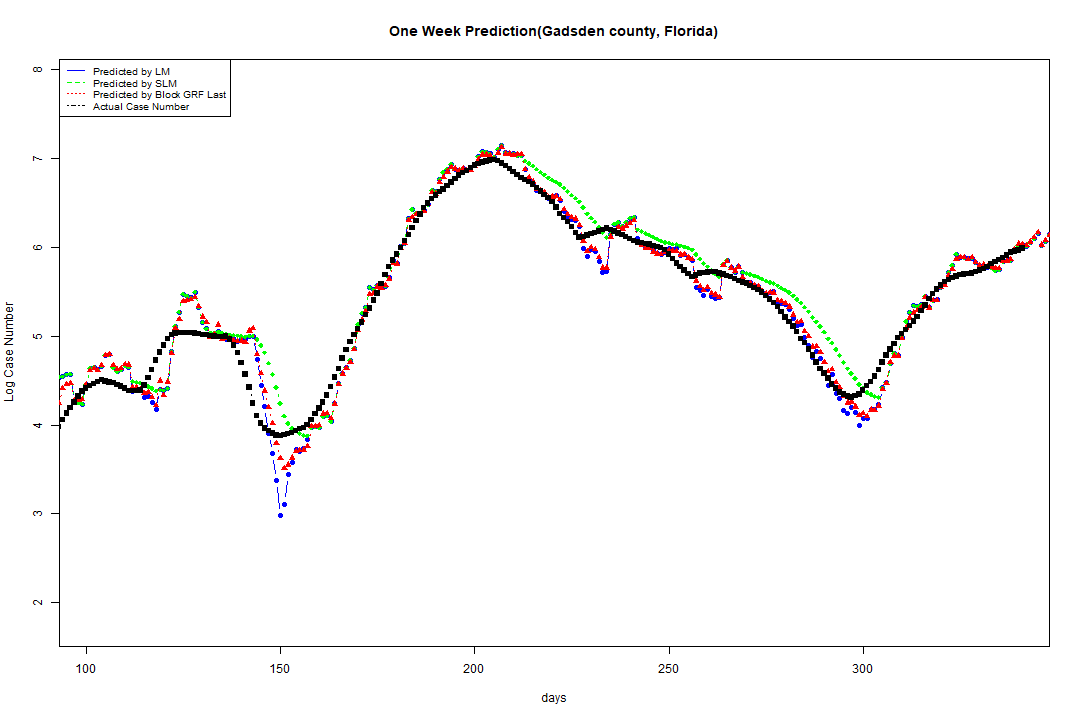 One Week Prediction(Gadsden county, Florida)
Predicted by LM
Predicted by SLM
Predicted by Block GRF Last
Actual Case Number
8
7
6
5
4
3
2
Log Case Number
100 150 200 250 300
days